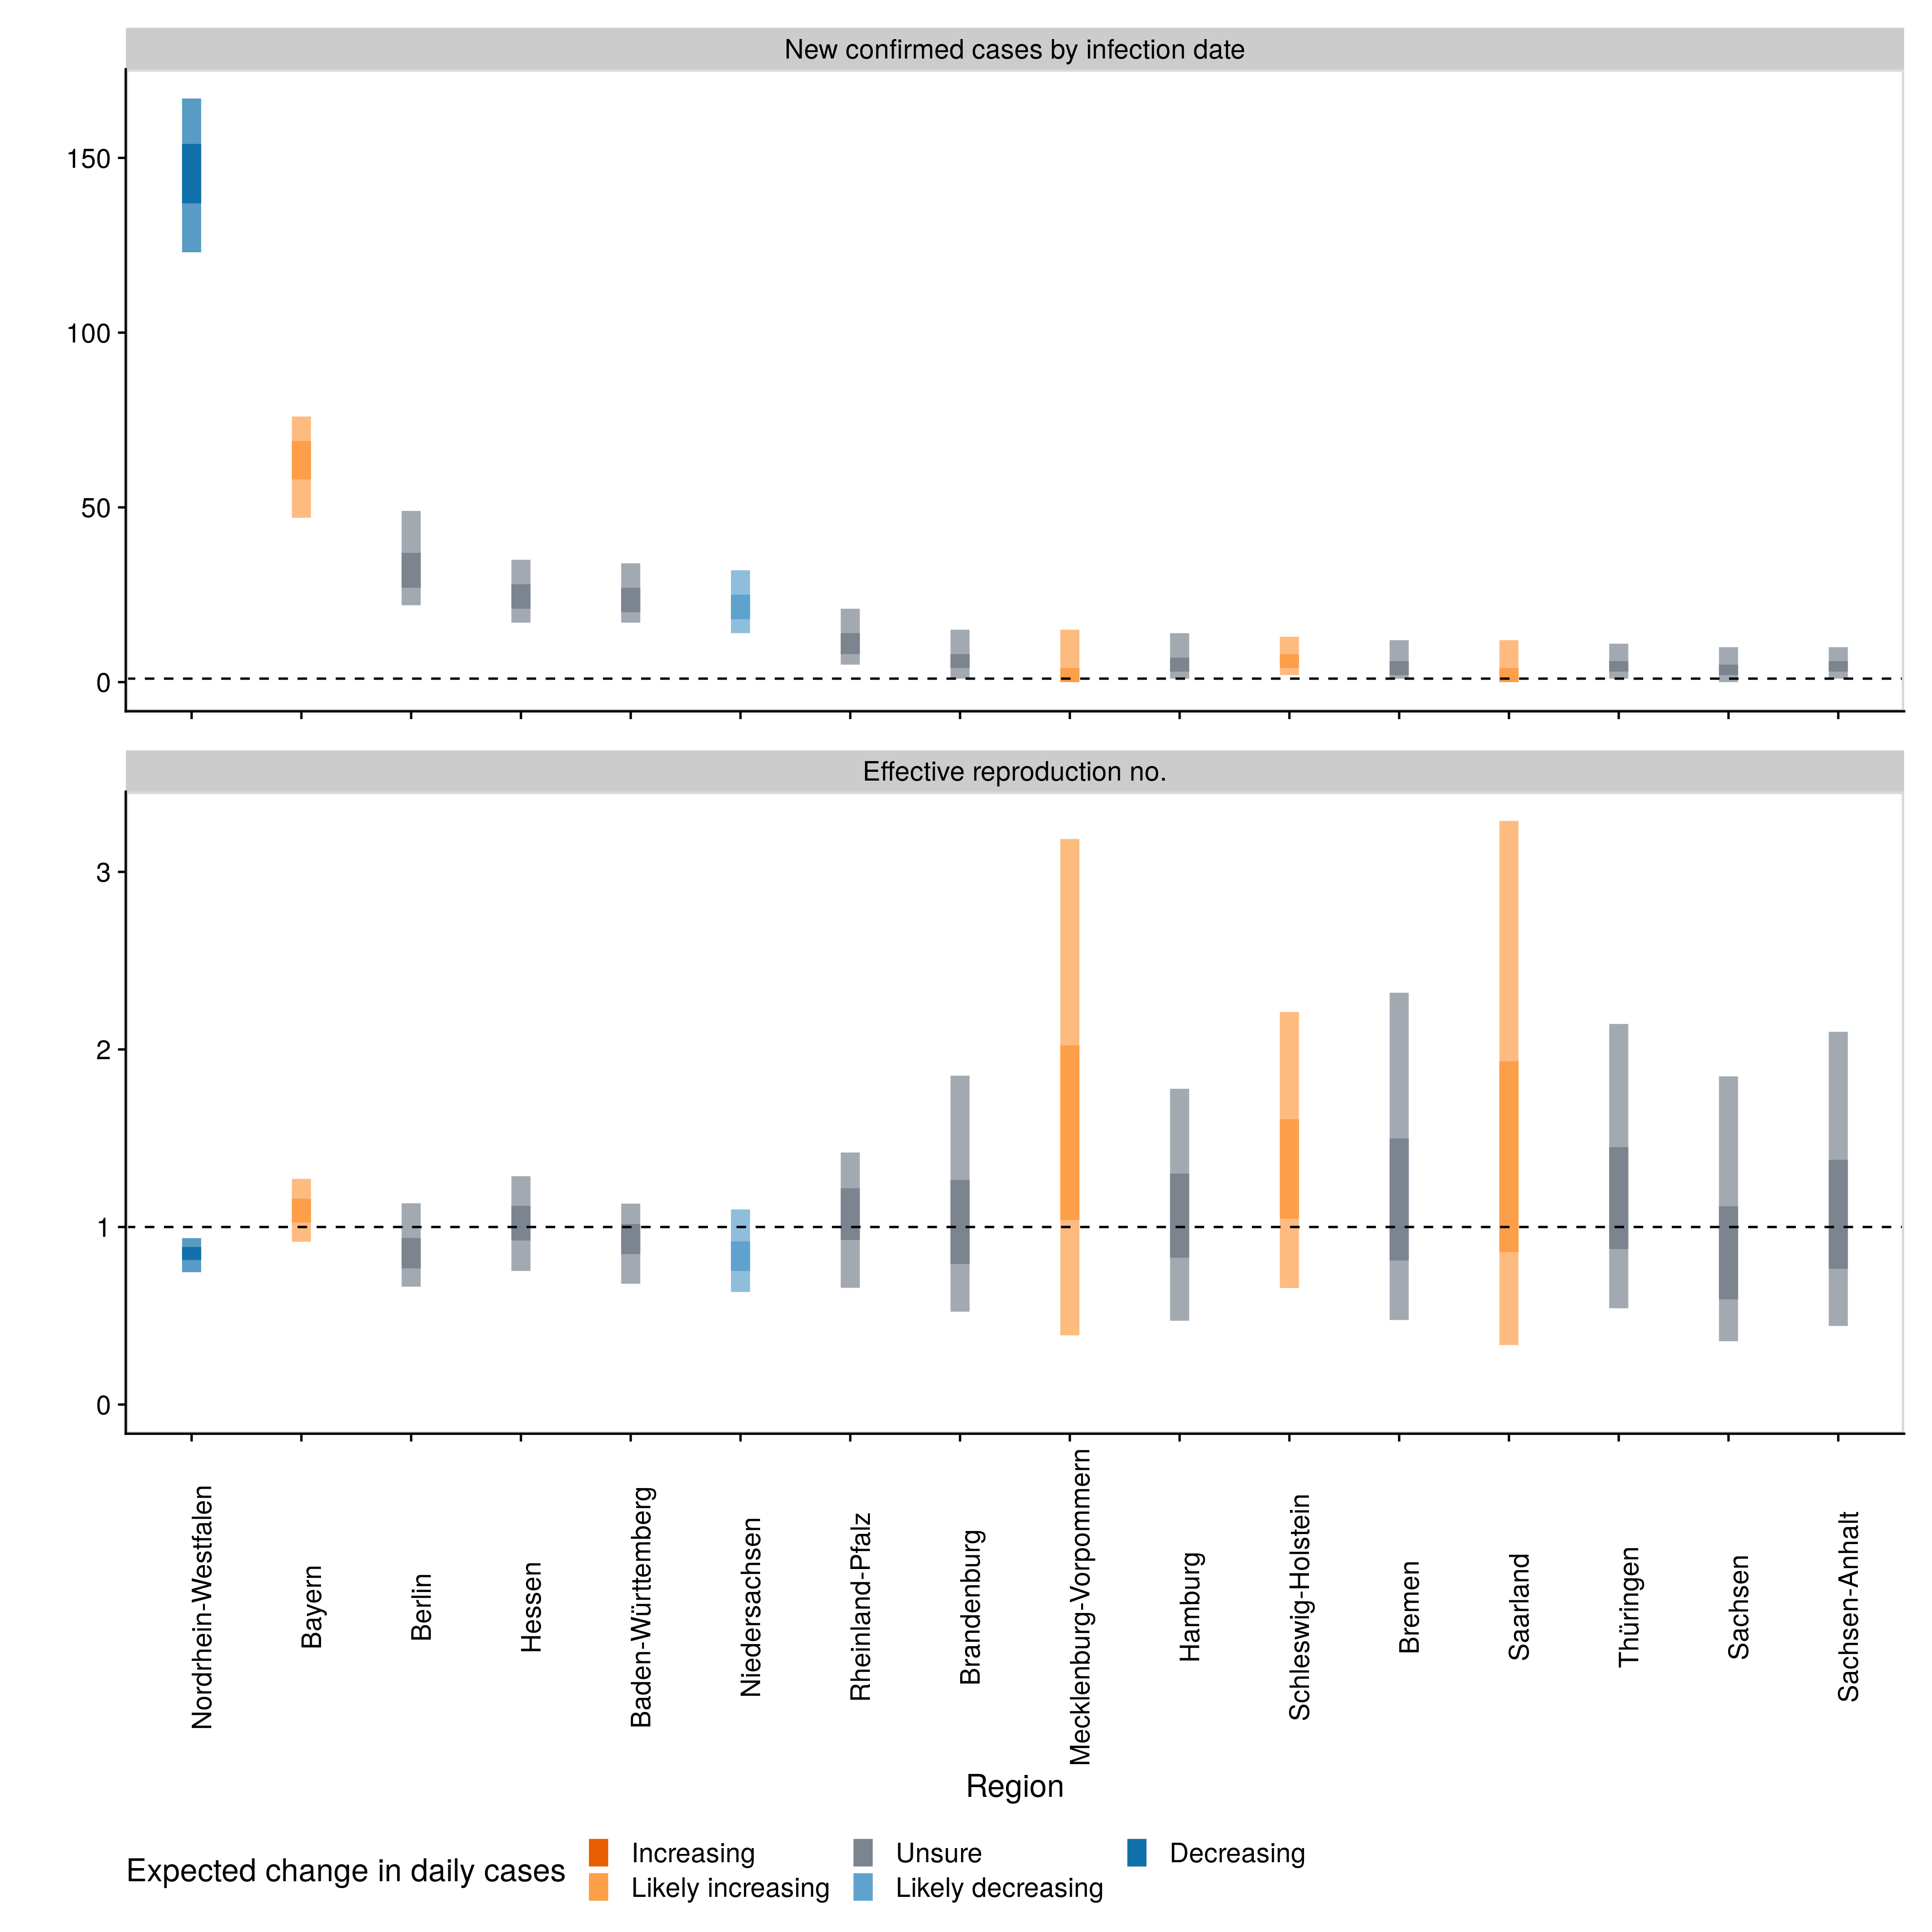 New confirmed cases by infection date
150
100
50
0
Effective reproduction no.
3
2
1
0
Nordrhein-Westfalen
Bayern
Berlin
Hessen
Baden-Württemberg
Niedersachsen
Rheinland-Pfalz
Brandenburg
Mecklenburg-Vorpommern
Hamburg
Schleswig-Holstein
Bremen
Saarland
Thüringen
Sachsen
Sachsen-Anhalt
Region
Expected change in daily cases
Increasing
Unsure
Decreasing
Likely increasing
Likely decreasing